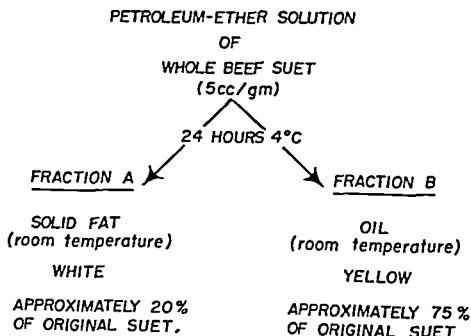 PETROLEUM-ETHER SOLUTION
OF
WHOLE BEEF SUET
(5cc/gm)
24 HOURS 4°C
FRACTION A
SOLID FAT
(room temperature)
WHITE
APPROXIMATELY 20%
OF ORIGINAL SUET.
FRACTION B
OIL
(room temperature)
YELLOW
APPROXIMATELY 75%
OF ORIGINAL SUET